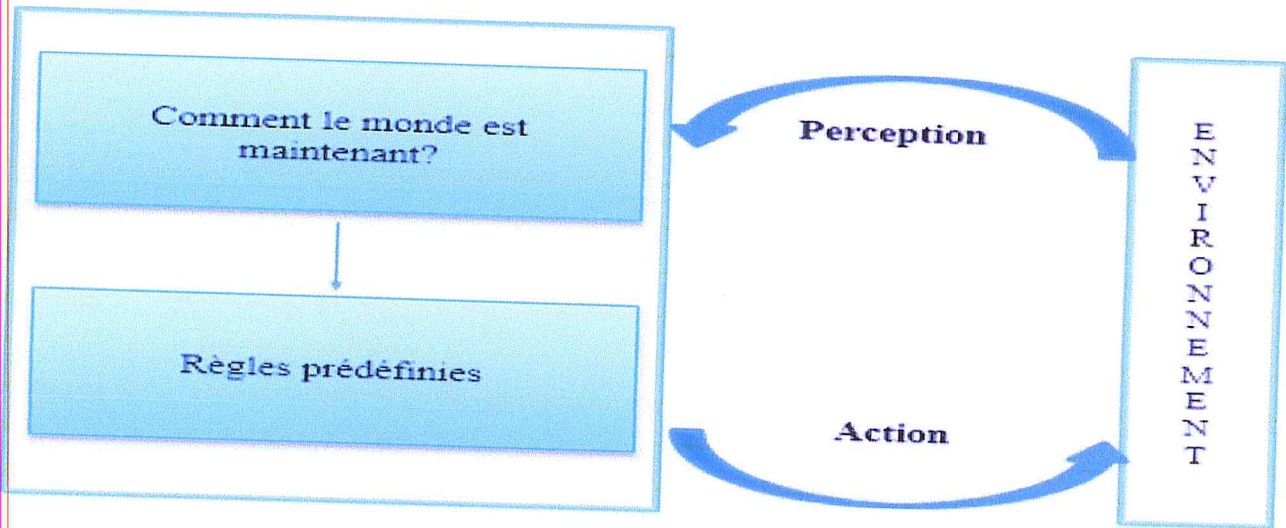 Comment le monde est
maintenant?
Perception
Règles prédéfinies
Action
E
N
V
I
R
O
N
N
E
M
E
N
T